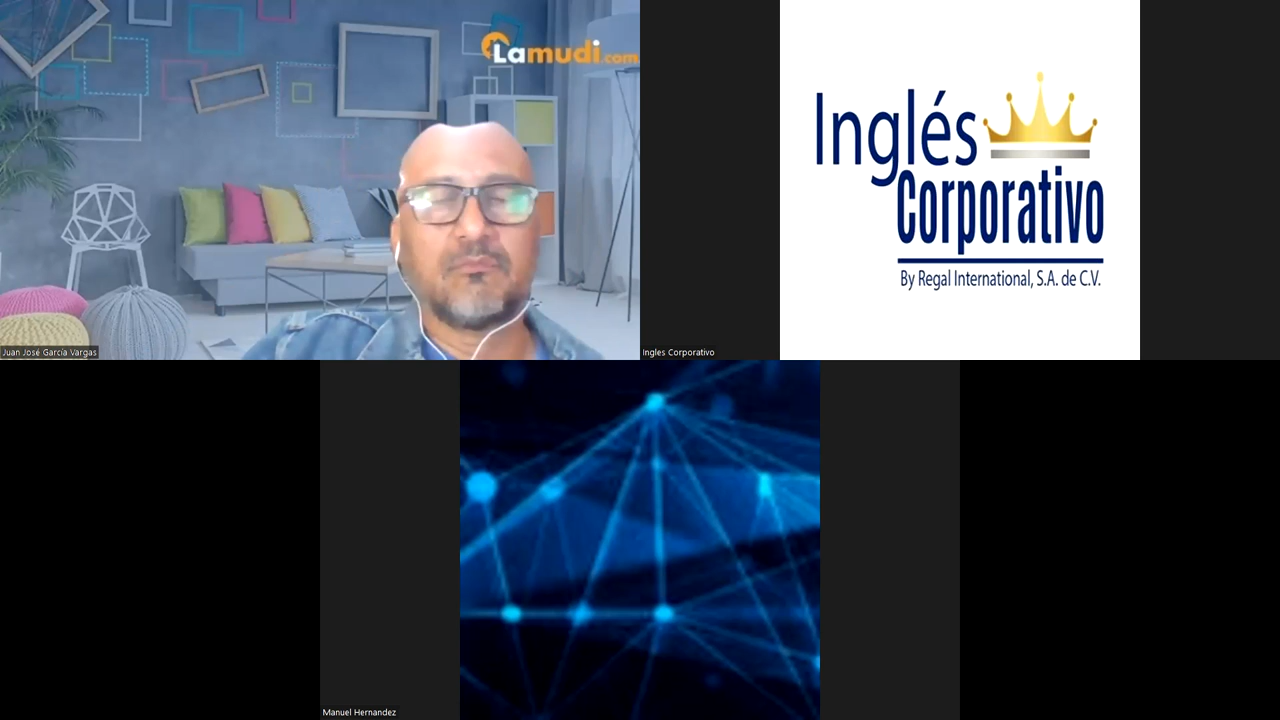 Lamudi.com.
Juan José García Vargas
Inglés
Corporativo
By Regal International, S.A. de C.V.
Ingles Corporativo
Manuel Hernandez